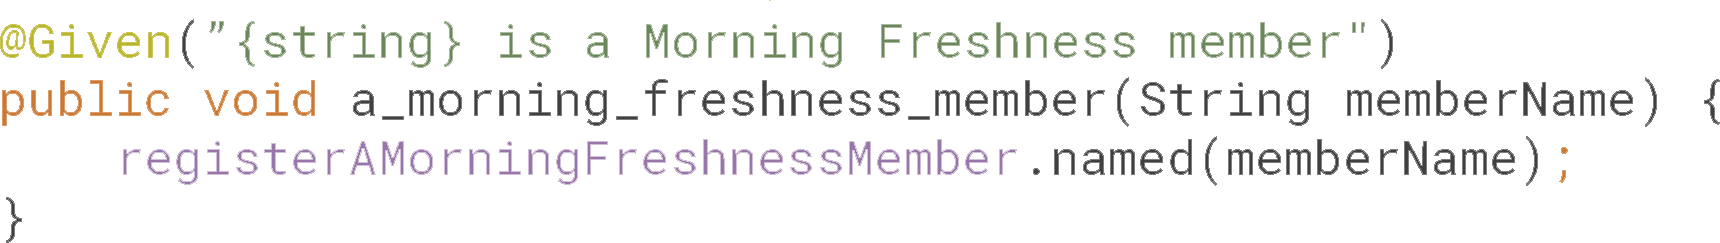 @Given(”{string} is a Morning Freshness member")
public void a_morning_freshness_member(String memberName) {
    registerAMorningFreshnessMember.named(memberName);
}